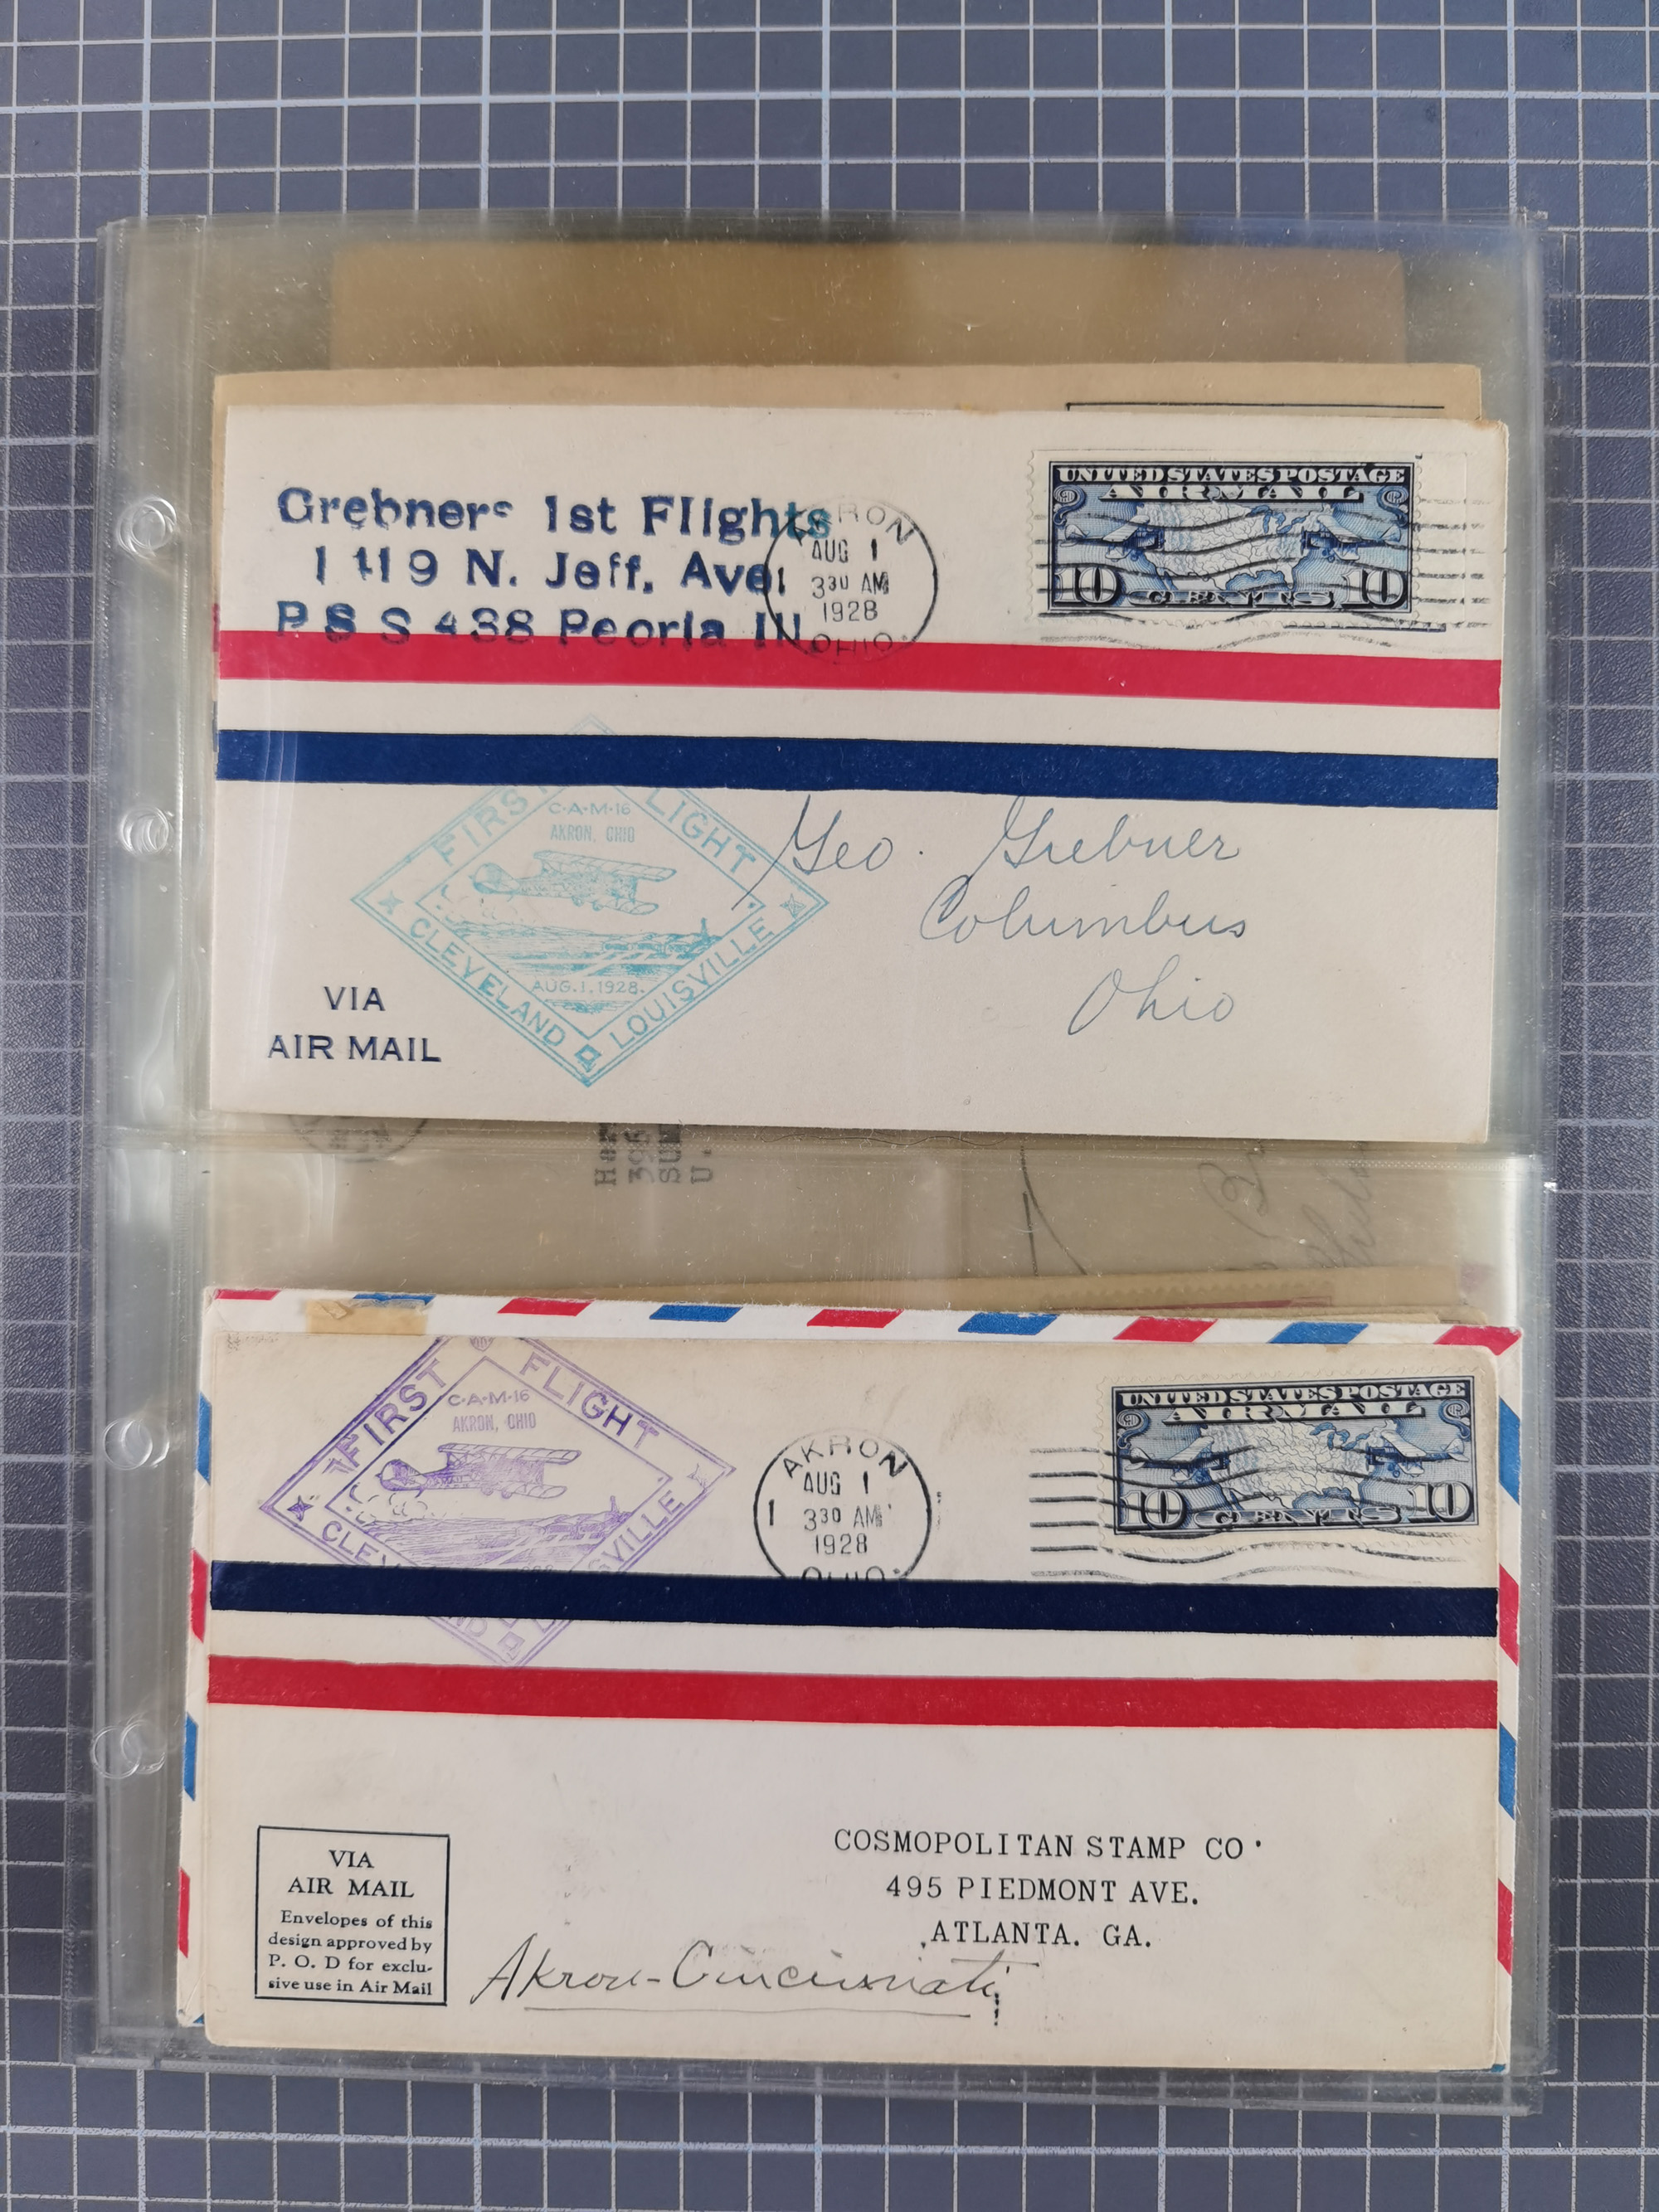 Grebners 1st Flights
1119 N. Jeff. Ave
P S S 438 Peoria Ill.
AKRON
AUG 1
330 AM
1928
OHIO
1
UNITED STATES POSTAGE
AIR MAIL
10 CENTS 10
FIRST FLIGHT
C·A·M·16
AKRON, OHIO
AUG. 1, 1928.
CLEVELAND LOUISVILLE
Geo. Grebner
Columbus
Ohio
VIA
AIR MAIL
U.
FIRST FLIGHT
C·A·M·16
AKRON, OHIO
AKRON
AUG 1
1 330 AM
1928
OHIO
UNITED STATES POSTAGE
AIR MAIL
10 CENTS 10
VIA
AIR MAIL
Envelopes of this
design approved by
P. O. D for exclu-
sive use in Air Mail
COSMOPOLITAN STAMP CO.
495 PIEDMONT AVE.
ATLANTA. GA.
Akron-Cincinnati